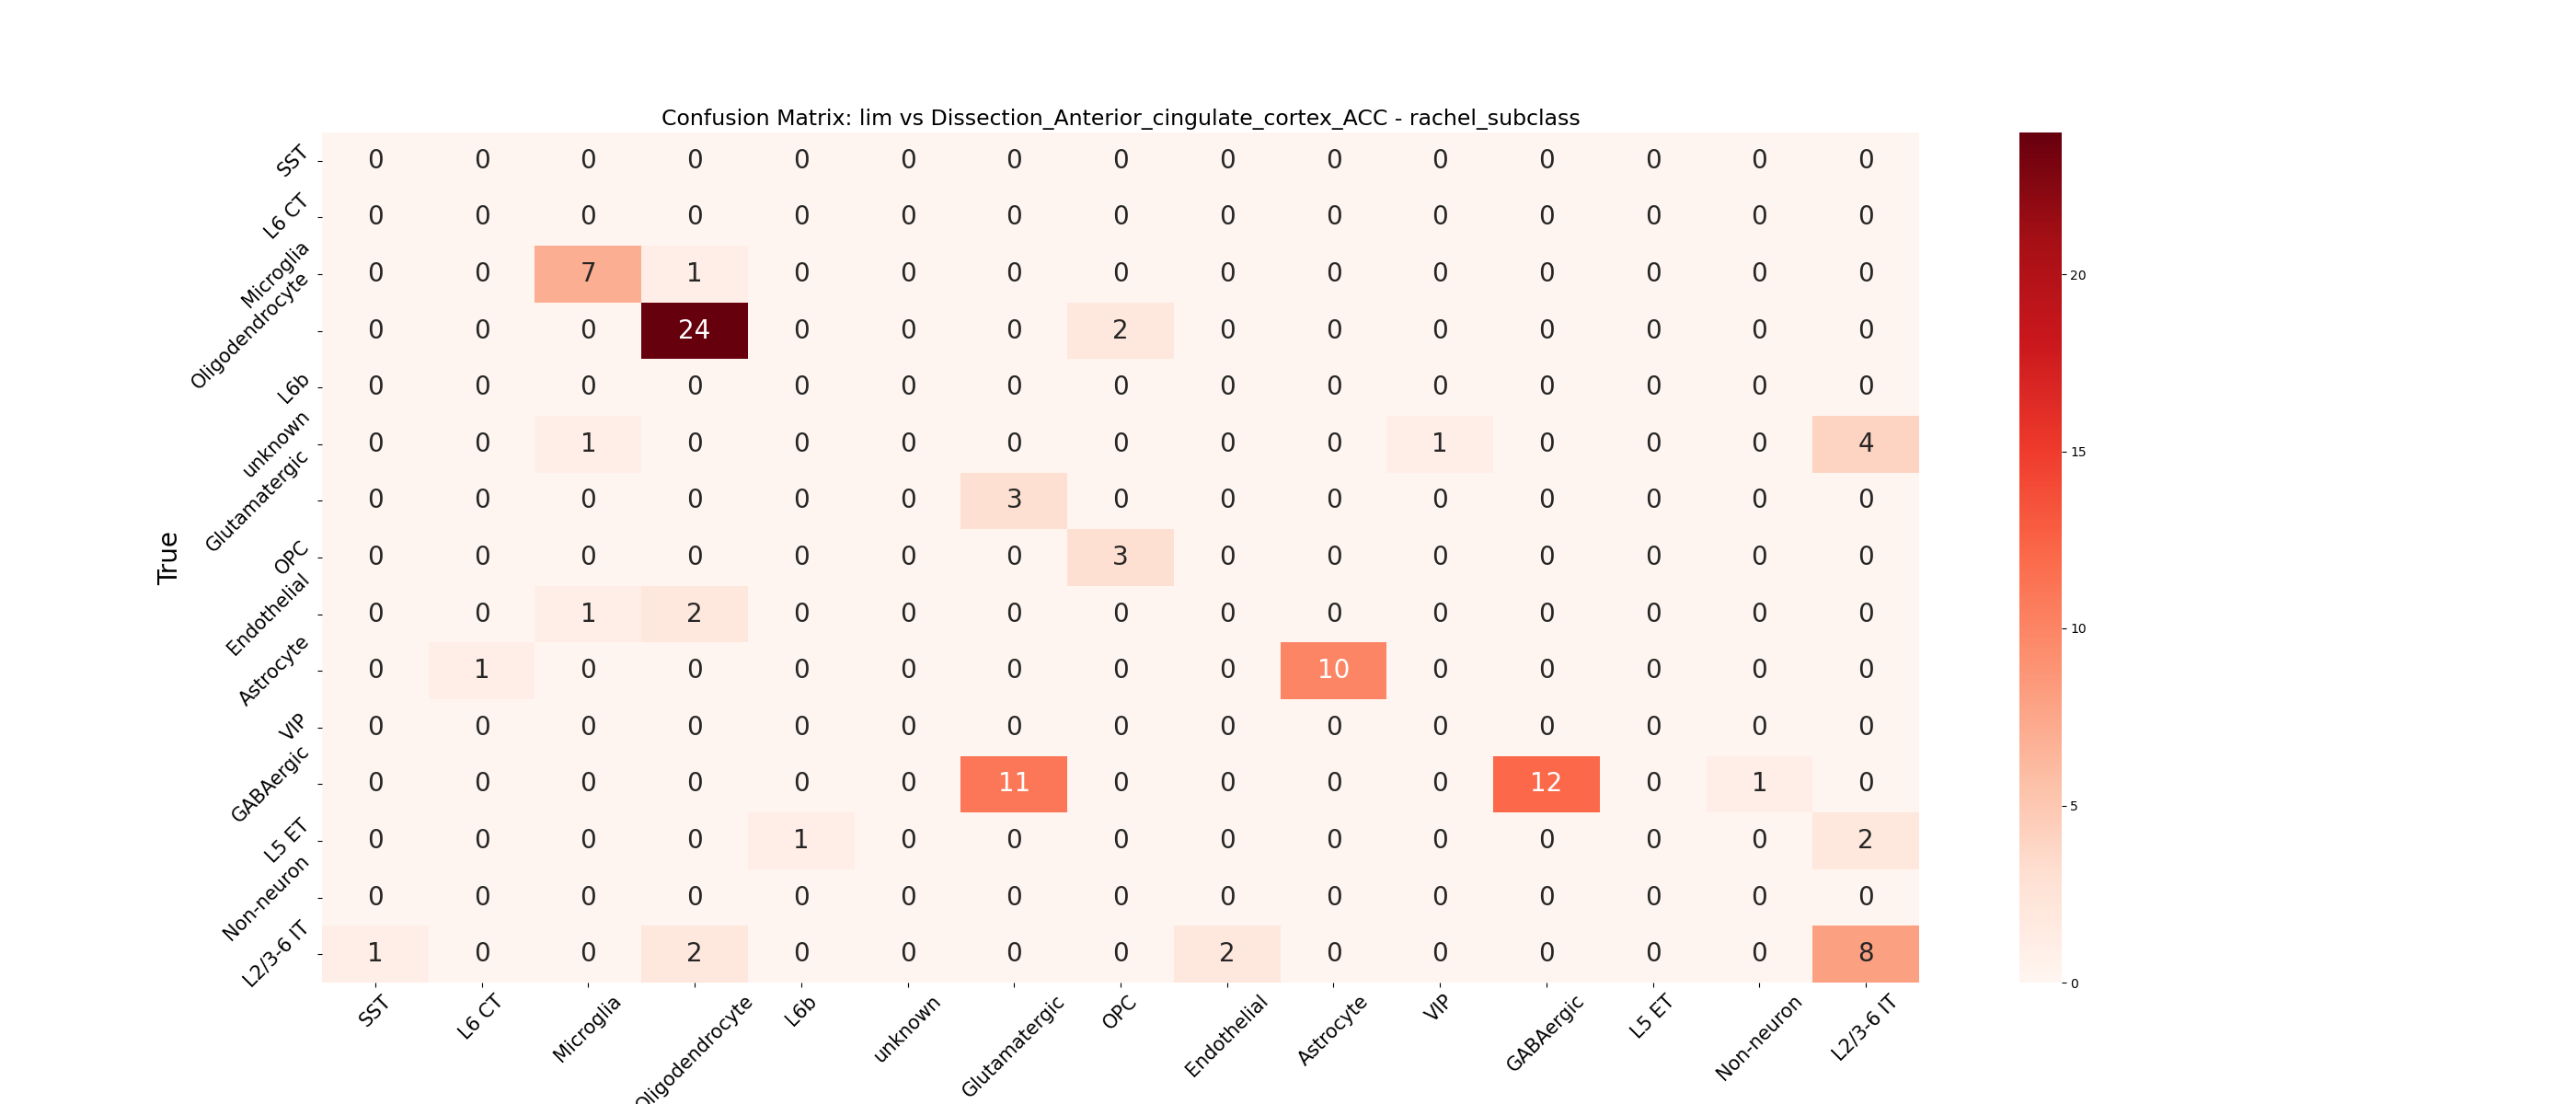 Confusion Matrix: lim vs Dissection_Anterior_cingulate_cortex_ACC - rachel_subclass
SST 0 0 0 0 0 0 0 0 0 0 0 0 0 0 0
L6 CT 0 0 0 0 0 0 0 0 0 0 0 0 0 0 0
Microglia 0 0 7 1 0 0 0 0 0 0 0 0 0 0 0
Oligodendrocyte 0 0 0 24 0 0 0 2 0 0 0 0 0 0 0
L6b 0 0 0 0 0 0 0 0 0 0 0 0 0 0 0
unknown 0 0 1 0 0 0 0 0 0 0 1 0 0 0 4
Glutamatergic 0 0 0 0 0 0 3 0 0 0 0 0 0 0 0
OPC 0 0 0 0 0 0 0 3 0 0 0 0 0 0 0
Endothelial 0 0 1 2 0 0 0 0 0 0 0 0 0 0 0
Astrocyte 0 1 0 0 0 0 0 0 0 10 0 0 0 0 0
VIP 0 0 0 0 0 0 0 0 0 0 0 0 0 0 0
GABAergic 0 0 0 0 0 0 11 0 0 0 0 12 0 1 0
L5 ET 0 0 0 0 1 0 0 0 0 0 0 0 0 0 2
Non-neuron 0 0 0 0 0 0 0 0 0 0 0 0 0 0 0
L2/3-6 IT 1 0 0 2 0 0 0 0 2 0 0 0 0 0 8
True
SST L6 CT Microglia Oligodendrocyte L6b unknown Glutamatergic OPC Endothelial Astrocyte VIP GABAergic L5 ET Non-neuron L2/3-6 IT
20
15
10
5
0